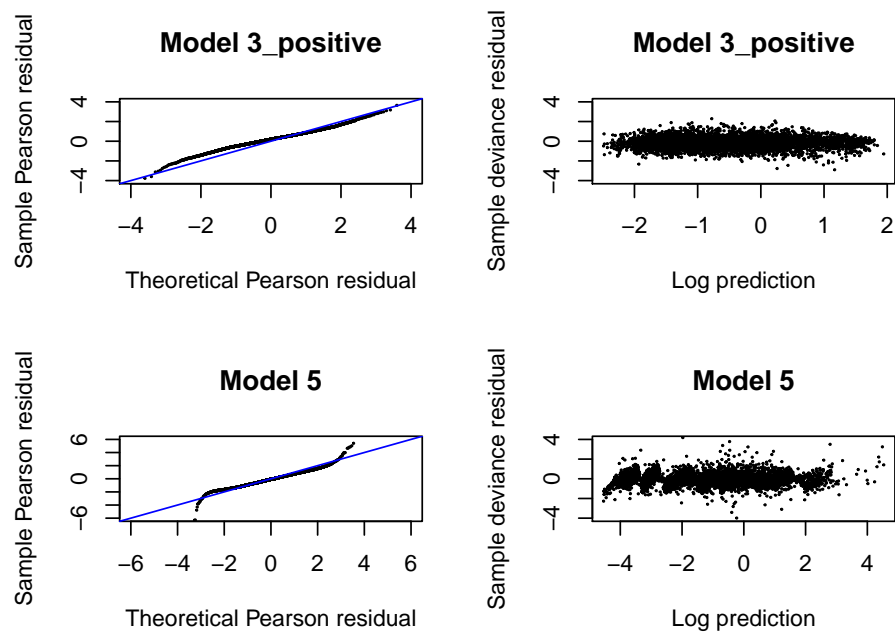 Model 3_positive
Sample Pearson residual
−4 0 4
−4 −2 0 2 4
Theoretical Pearson residual
Model 3_positive
Sample deviance residual
−4 0 4
−2 −1 0 1 2
Log prediction
Model 5
Sample Pearson residual
−6 0 6
−6 −4 −2 0 2 4 6
Theoretical Pearson residual
Model 5
Sample deviance residual
−4 0 4
−4 −2 0 2 4
Log prediction